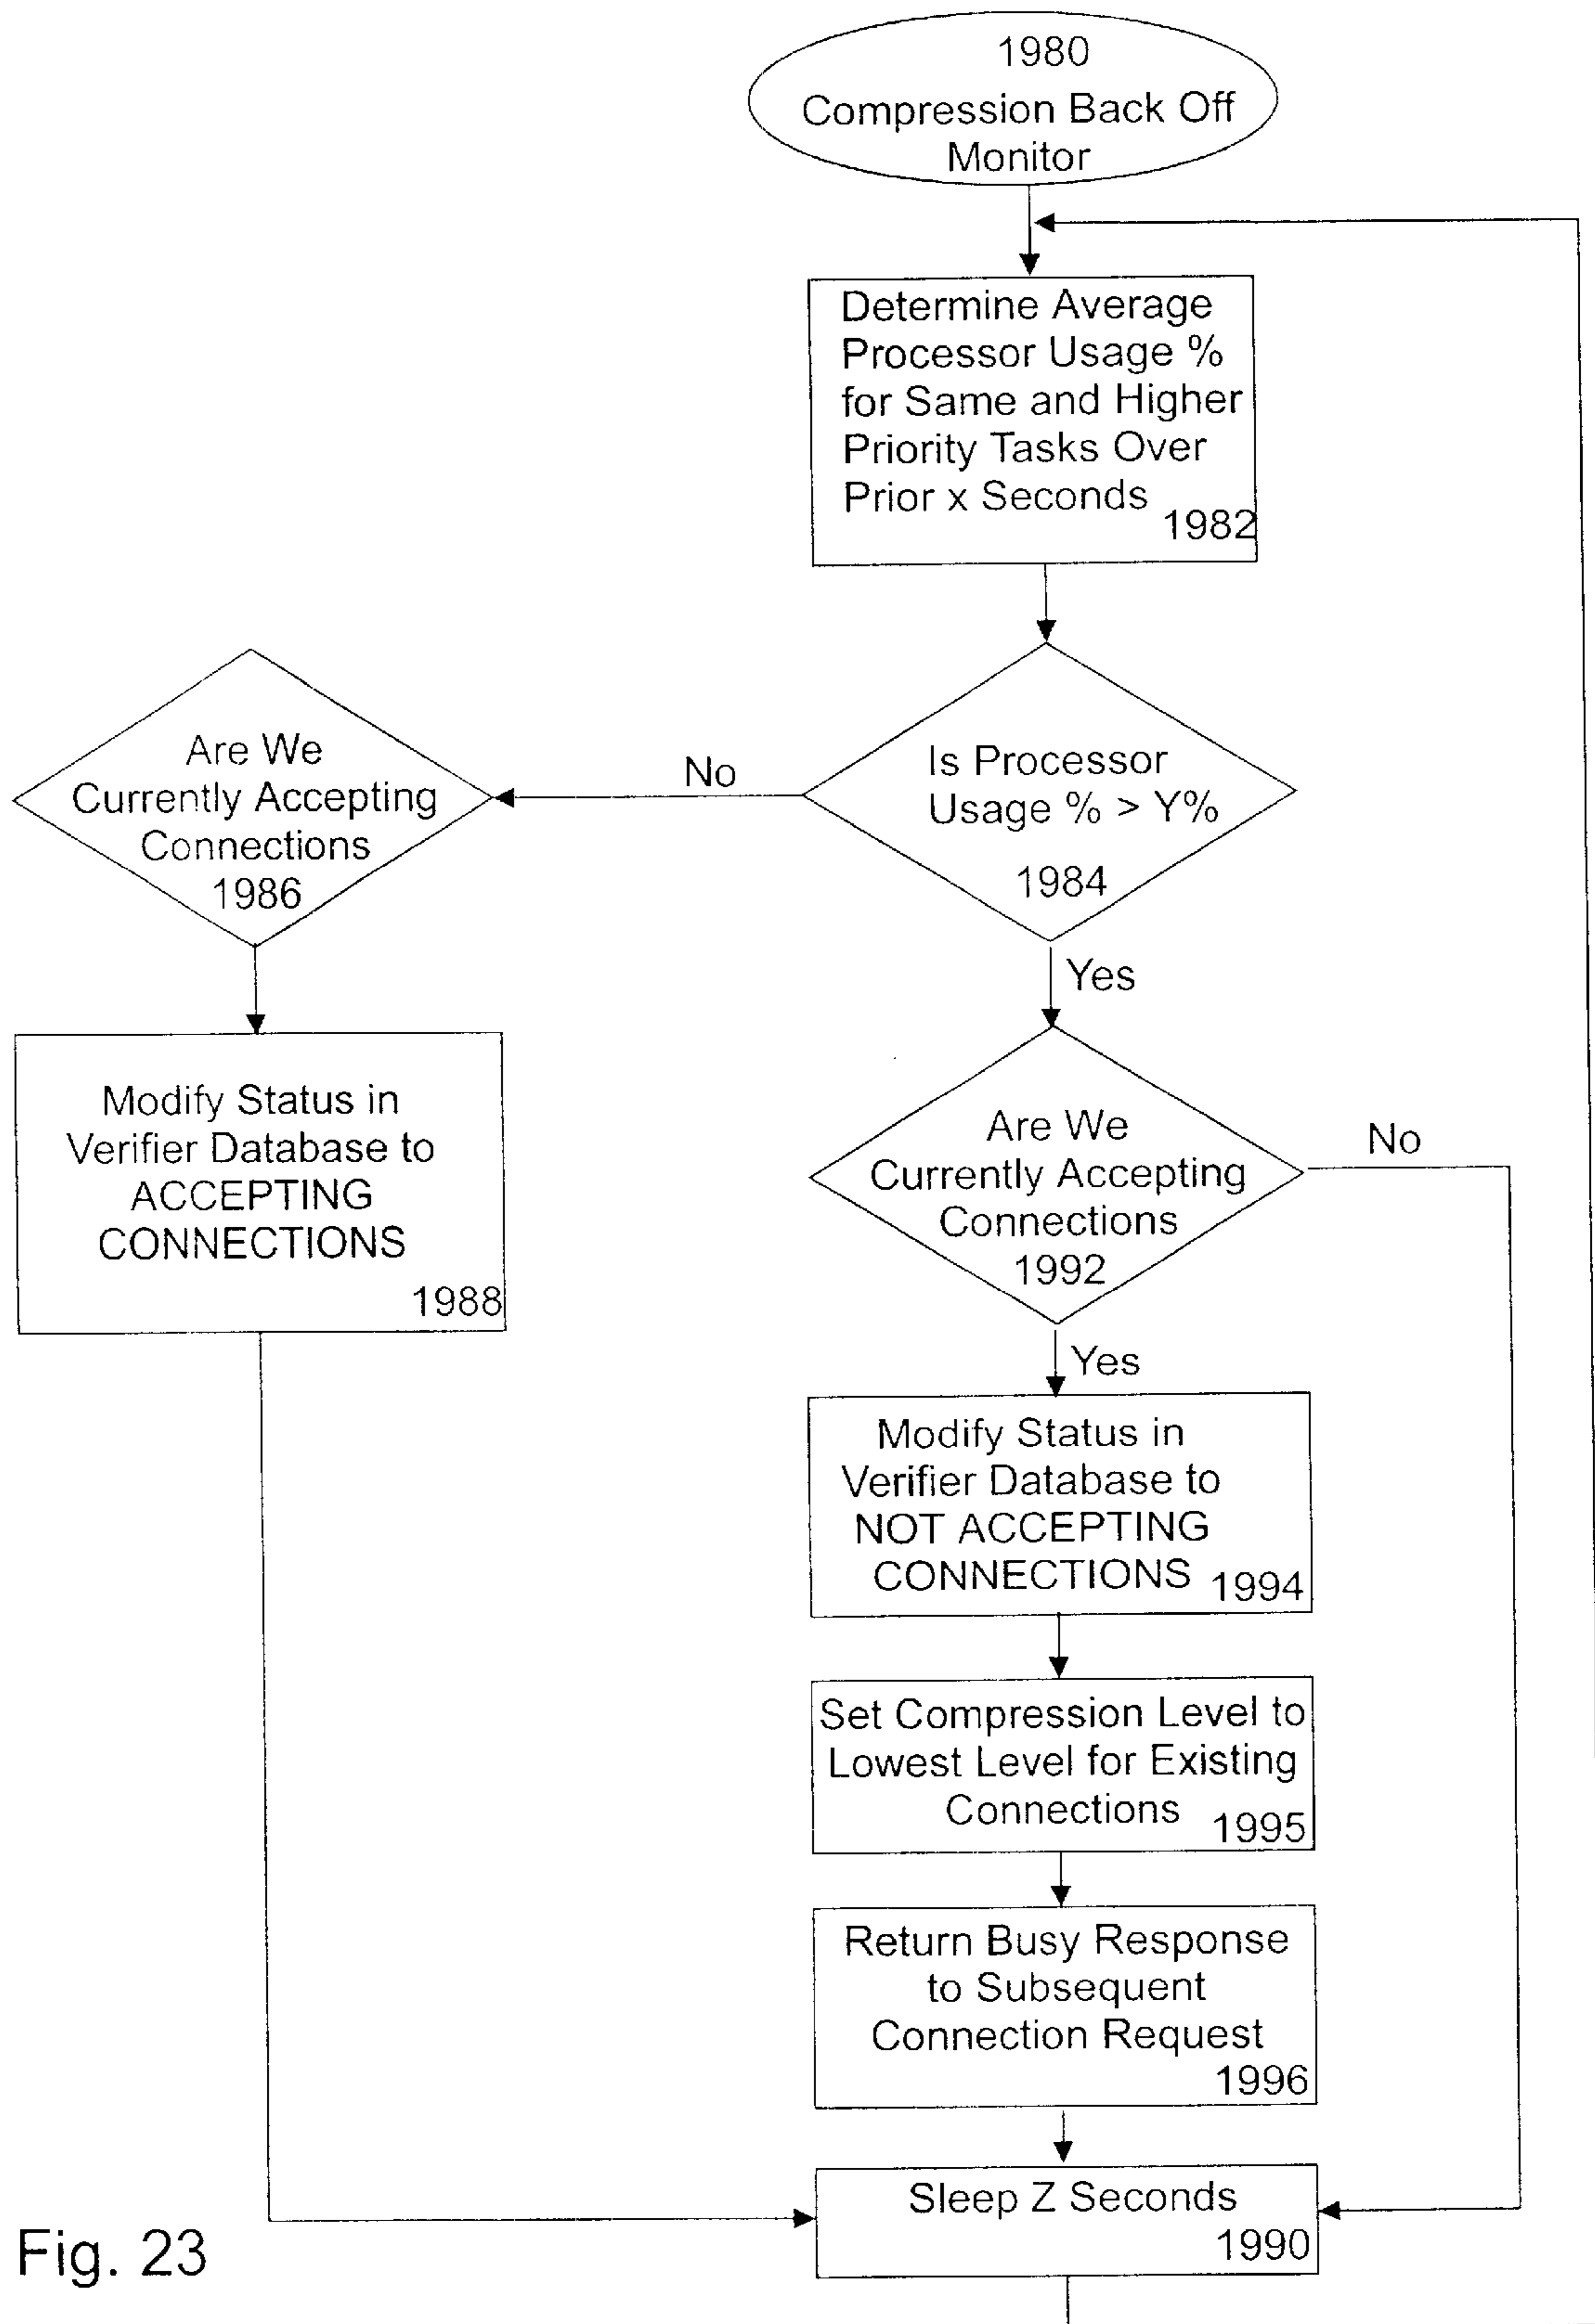 1980
Compression Back Off
Monitor
Determine Average
Processor Usage %
for Same and Higher
Priority Tasks Over
Prior x Seconds
1982
Is Processor
Usage % > Y%
1984
No
Are We
Currently Accepting
Connections
1986
Modify Status in
Verifier Database to
ACCEPTING
CONNECTIONS
1988
Yes
Are We
Currently Accepting
Connections
1992
No
Yes
Modify Status in
Verifier Database to
NOT ACCEPTING
CONNECTIONS
1994
Set Compression Level to
Lowest Level for Existing
Connections
1995
Return Busy Response
to Subsequent
Connection Request
1996
Sleep Z Seconds
1990
Fig. 23